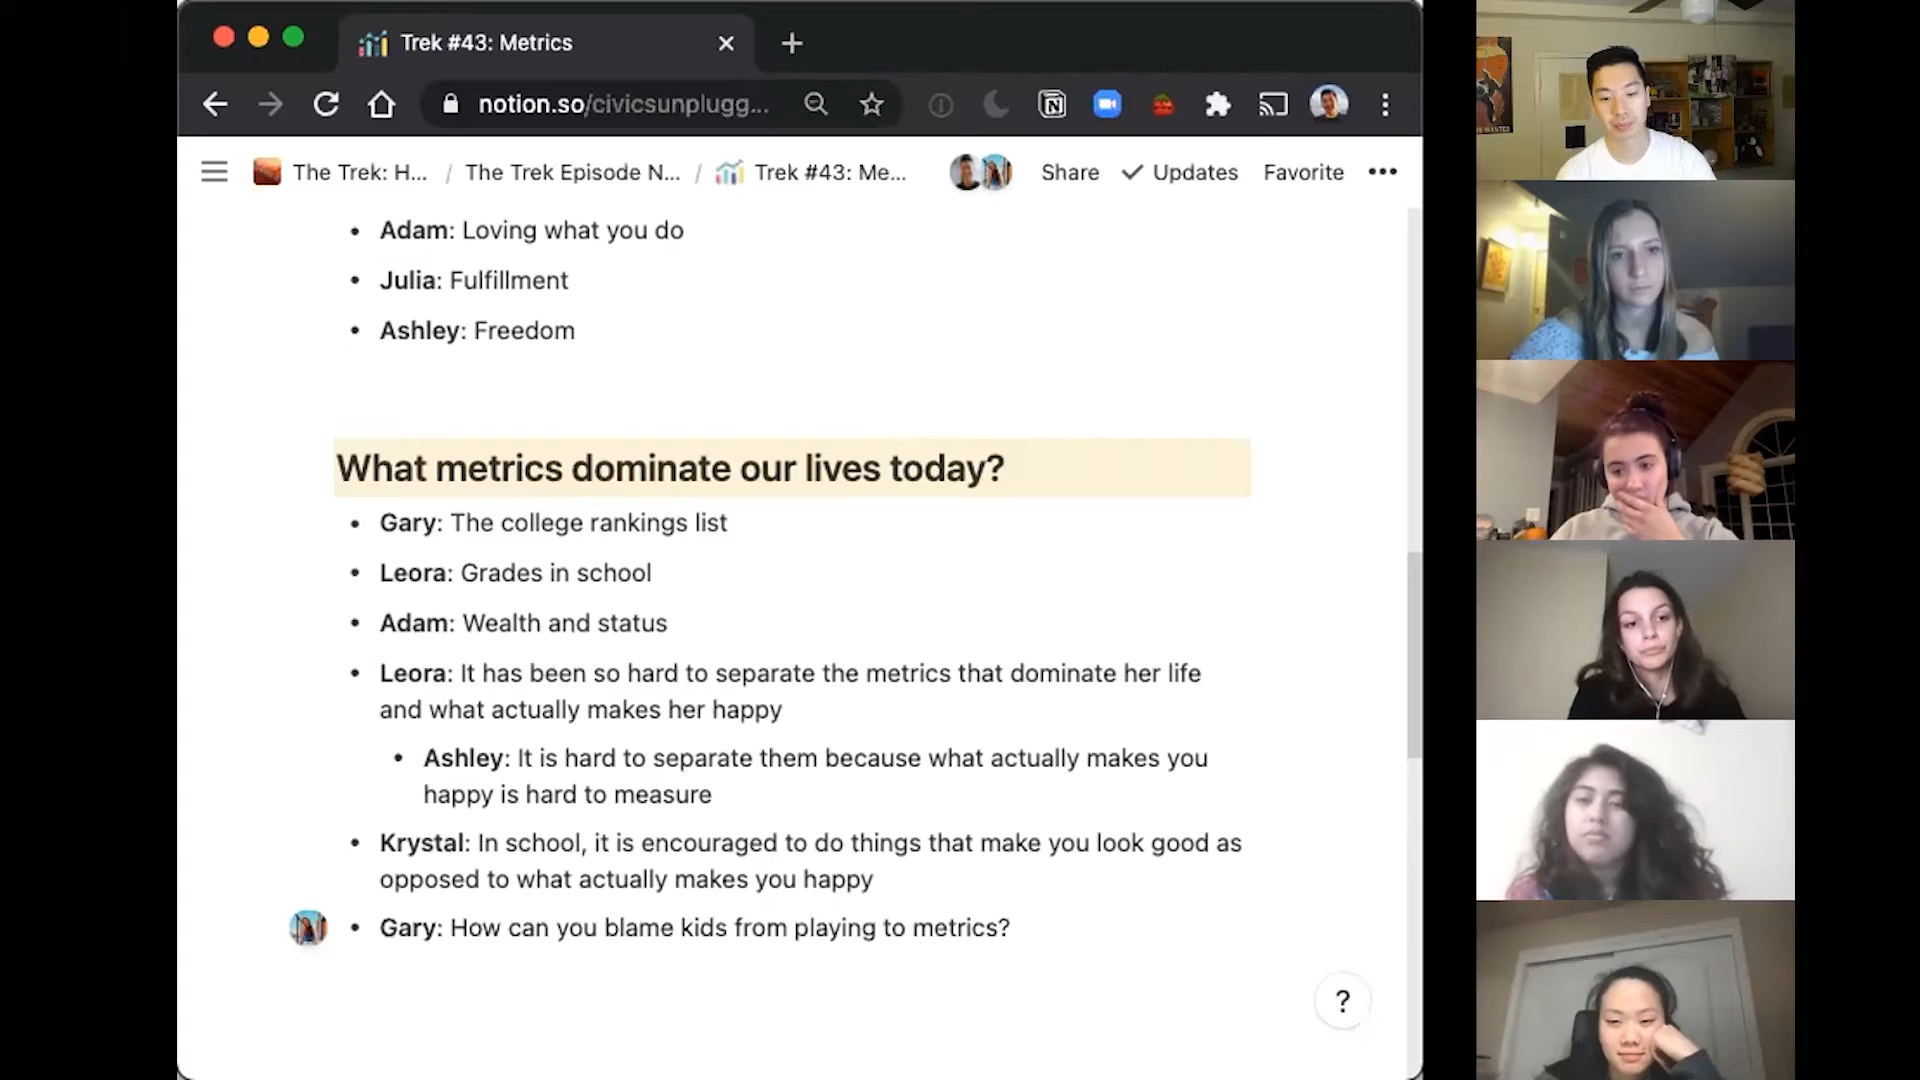 Trek #43: Metrics
notion.so/civicsunplugg...
The Trek: H... / The Trek Episode N... / Trek #43: Me... Share Updates Favorite •••
• Adam: Loving what you do
• Julia: Fulfillment
• Ashley: Freedom
What metrics dominate our lives today?
• Gary: The college rankings list
• Leora: Grades in school
• Adam: Wealth and status
• Leora: It has been so hard to separate the metrics that dominate her life
and what actually makes her happy
• Ashley: It is hard to separate them because what actually makes you
happy is hard to measure
• Krystal: In school, it is encouraged to do things that make you look good as
opposed to what actually makes you happy
• Gary: How can you blame kids from playing to metrics?
?
WANTED